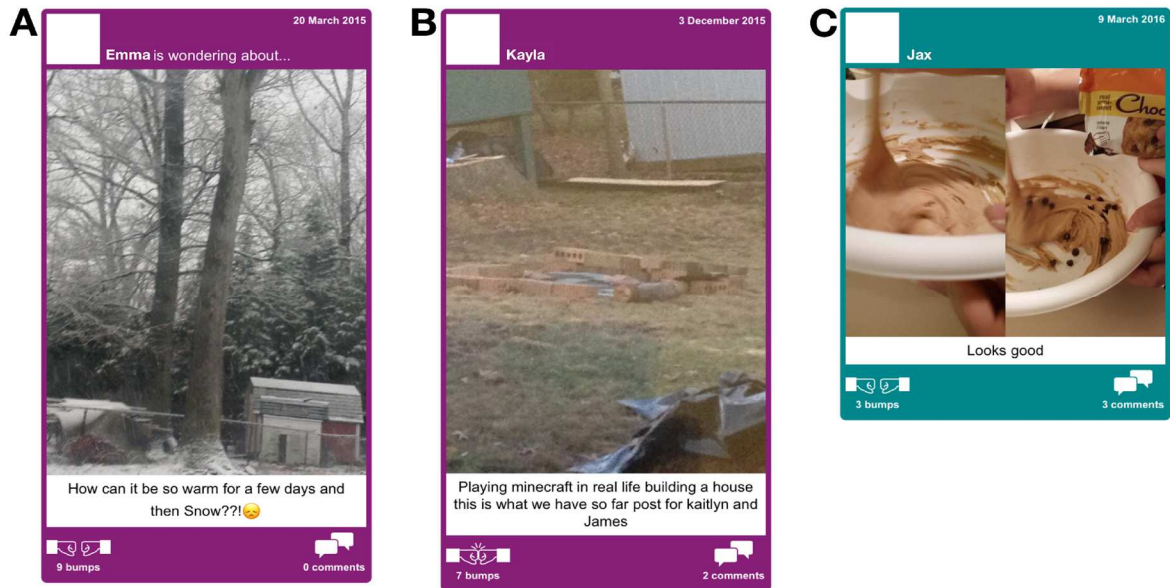 A
20 March 2015
Emma is wondering about...
How can it be so warm for a few days and
then Snow??!😞
9 bumps
0 comments
B
3 December 2015
Kayla
Playing minecraft in real life building a house
this is what we have so far post for kaitlyn and
James
7 bumps
2 comments
C
9 March 2016
Jax
real
semi-
sweet
Choc
Looks good
3 bumps
3 comments